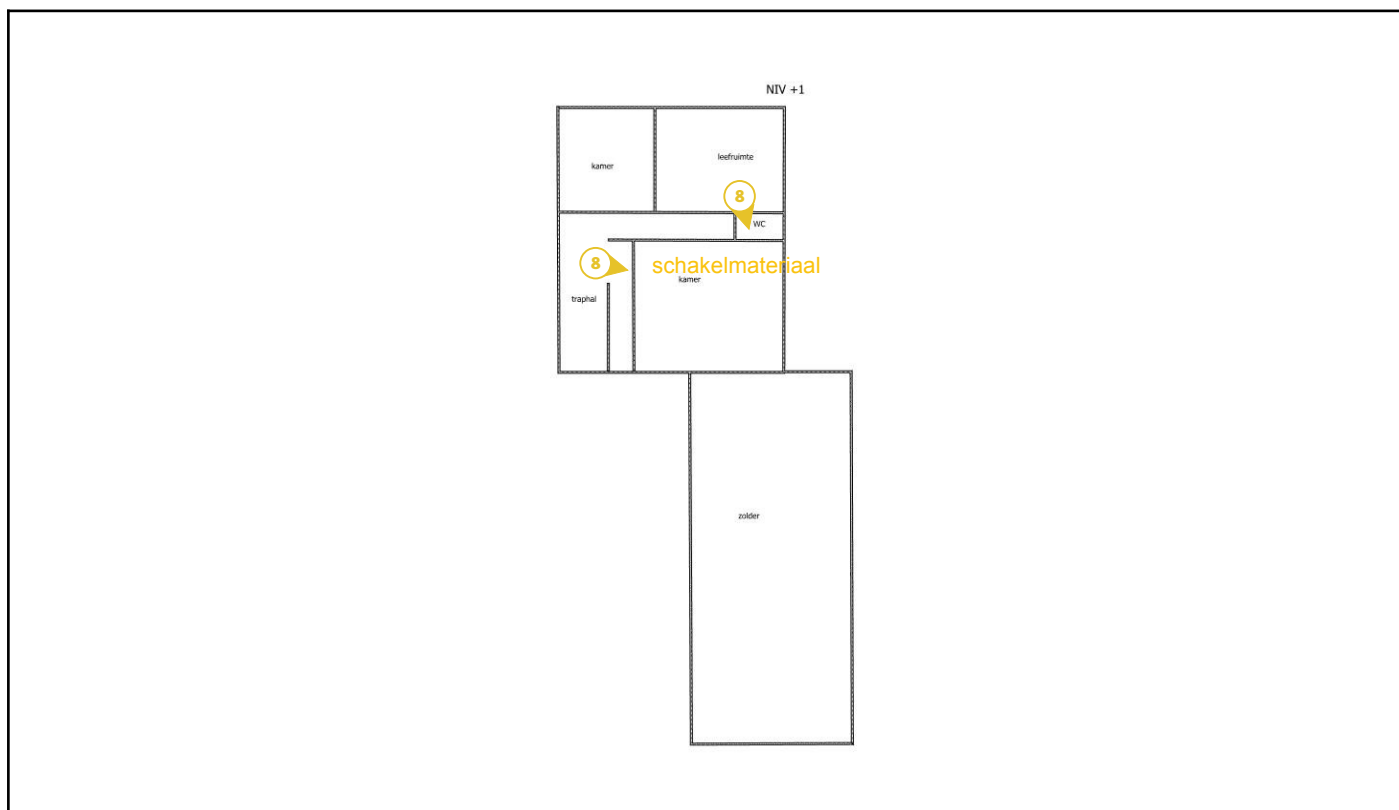 NIV +1
leefruimte
kamer
8
WC
8
schakelmateriaal
kamer
traphal
zolder